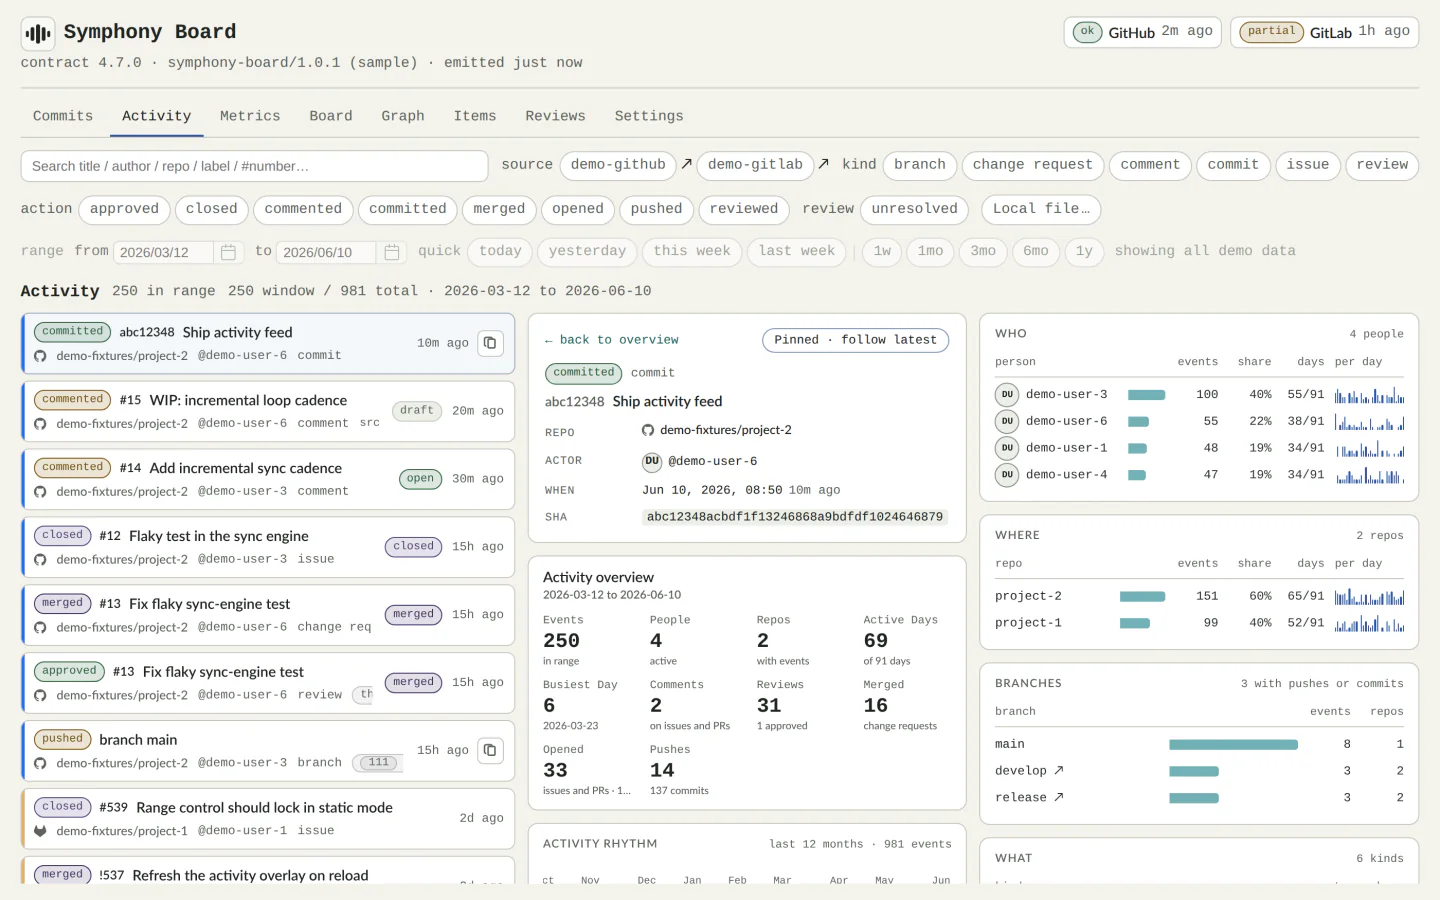 Symphony Board
ok GitHub 2m ago
partial GitLab 1h ago
contract 4.7.0 · symphony-board/1.0.1 (sample) · emitted just now
Commits Activity Metrics Board Graph Items Reviews Settings
Search title / author / repo / label / #number…
source demo-github ↗ demo-gitlab ↗ kind branch change request comment commit issue review
action approved closed commented committed merged opened pushed reviewed review unresolved Local file…
range from 2026/03/12 to 2026/06/10 quick today yesterday this week last week 1w 1mo 3mo 6mo 1y showing all demo data
Activity 250 in range 250 window / 981 total · 2026-03-12 to 2026-06-10
committed abc12348 Ship activity feed
demo-fixtures/project-2 @demo-user-6 commit
10m ago
commented #15 WIP: incremental loop cadence
demo-fixtures/project-2 @demo-user-6 comment src
draft 20m ago
commented #14 Add incremental sync cadence
demo-fixtures/project-2 @demo-user-3 comment
open 30m ago
closed #12 Flaky test in the sync engine
demo-fixtures/project-2 @demo-user-3 issue
closed 15h ago
merged #13 Fix flaky sync-engine test
demo-fixtures/project-2 @demo-user-6 change req
merged 15h ago
approved #13 Fix flaky sync-engine test
demo-fixtures/project-2 @demo-user-6 review th
merged 15h ago
pushed branch main
demo-fixtures/project-2 @demo-user-3 branch 111
15h ago
closed #539 Range control should lock in static mode
demo-fixtures/project-1 @demo-user-1 issue
2d ago
merged !537 Refresh the activity overlay on reload
← back to overview
Pinned · follow latest
committed commit
abc12348 Ship activity feed
REPO demo-fixtures/project-2
ACTOR DU @demo-user-6
WHEN Jun 10, 2026, 08:50 10m ago
SHA abc12348acbdf1f13246868a9bdfdf1024646879
Activity overview
2026-03-12 to 2026-06-10
Events People Repos Active Days
250 4 2 69
in range active with events of 91 days
Busiest Day Comments Reviews Merged
6 2 31 16
2026-03-23 on issues and PRs 1 approved change requests
Opened Pushes
33 14
issues and PRs · 1… 137 commits
ACTIVITY RHYTHM last 12 months · 981 events
ct Nov Dec Jan Feb Mar Apr May Jun
WHO 4 people
person events share days per day
DU demo-user-3 100 40% 55/91
DU demo-user-6 55 22% 38/91
DU demo-user-1 48 19% 34/91
DU demo-user-4 47 19% 34/91
WHERE 2 repos
repo events share days per day
project-2 151 60% 65/91
project-1 99 40% 52/91
BRANCHES 3 with pushes or commits
branch events repos
main 8 1
develop ↗ 3 2
release ↗ 3 2
WHAT 6 kinds